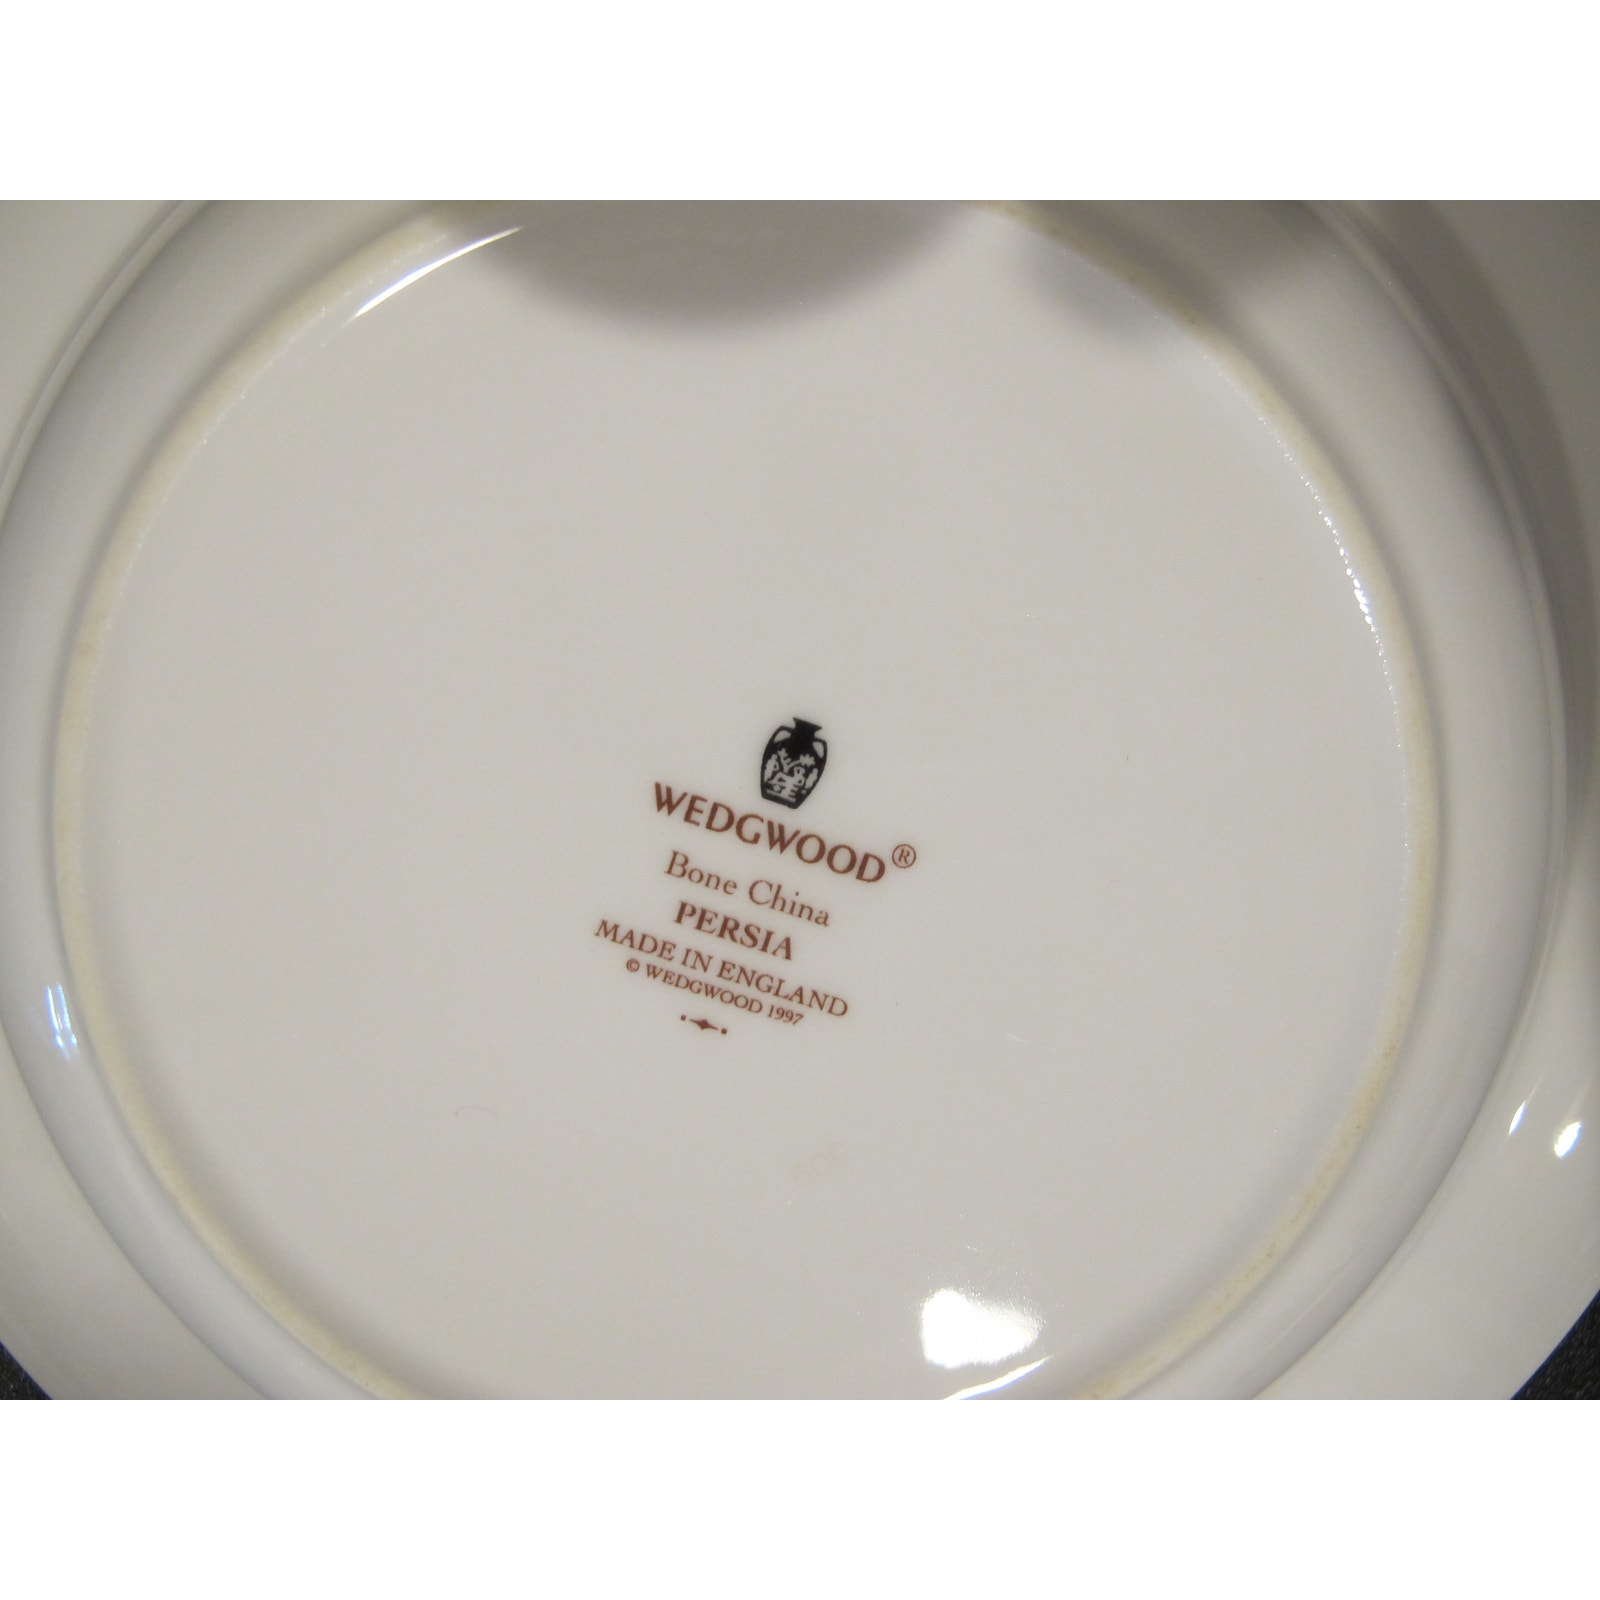 WEDGWOOD®
Bone China
PERSIA
MADE IN ENGLAND
© WEDGWOOD 1997